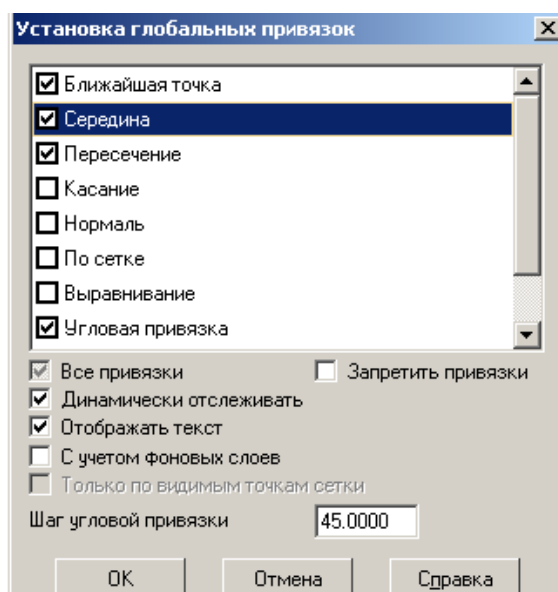 Установка глобальных привязок
Ближайшая точка
Середина
Пересечение
Касание
Нормаль
По сетке
Выравнивание
Угловая привязка
Все привязки Запретить привязки
Динамически отслеживать
Отображать текст
С учетом фоновых слоев
Только по видимым точкам сетки
Шаг угловой привязки 45.0000
OK Отмена Справка